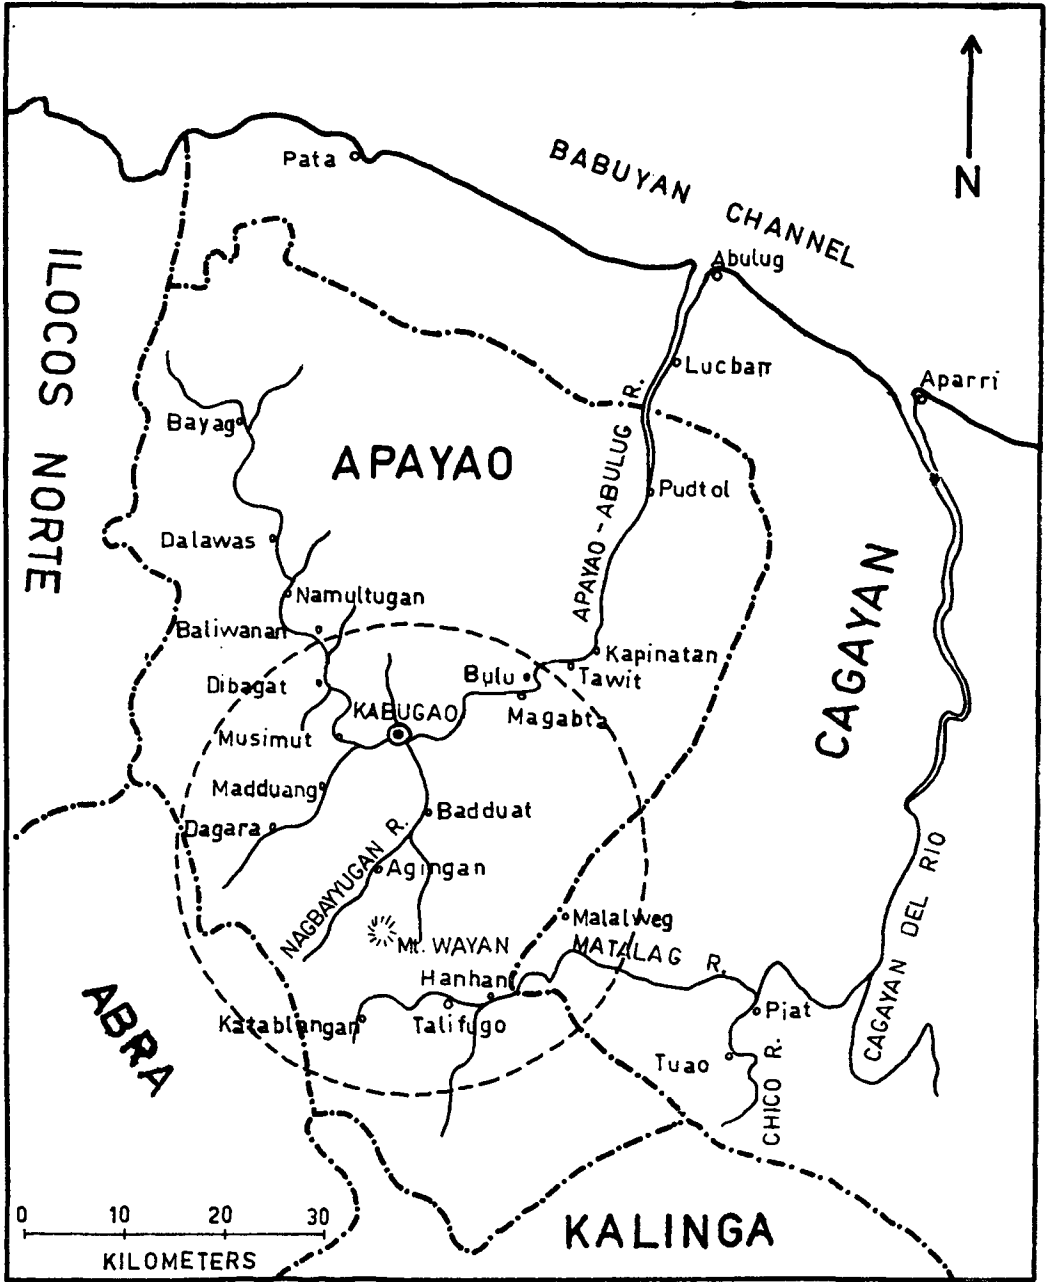 N
Pata
BABUYAN CHANNEL
Abulug
ILOCOS NORTE
Lucban
Aparri
Bayag
APAYAO
APAYAO-ABULUG R.
Pudtol
Dalawas
CAGAYAN
Namultugan
Baliwanan
Kapinatan
Bulu
Tawit
Dibagat
KABUGAO
Magabta
Musimut
Madduang
Badduat
Dagara
NAGBAYYUGAN R.
Agingan
CAGAYAN DEL RIO
Malalweg
Mt. WAYAN
MATALAG R.
Hanhan
ABRA
Katablangan
Talifugo
Piat
Tuao
CHICO R.
0 10 20 30
KILOMETERS
KALINGA